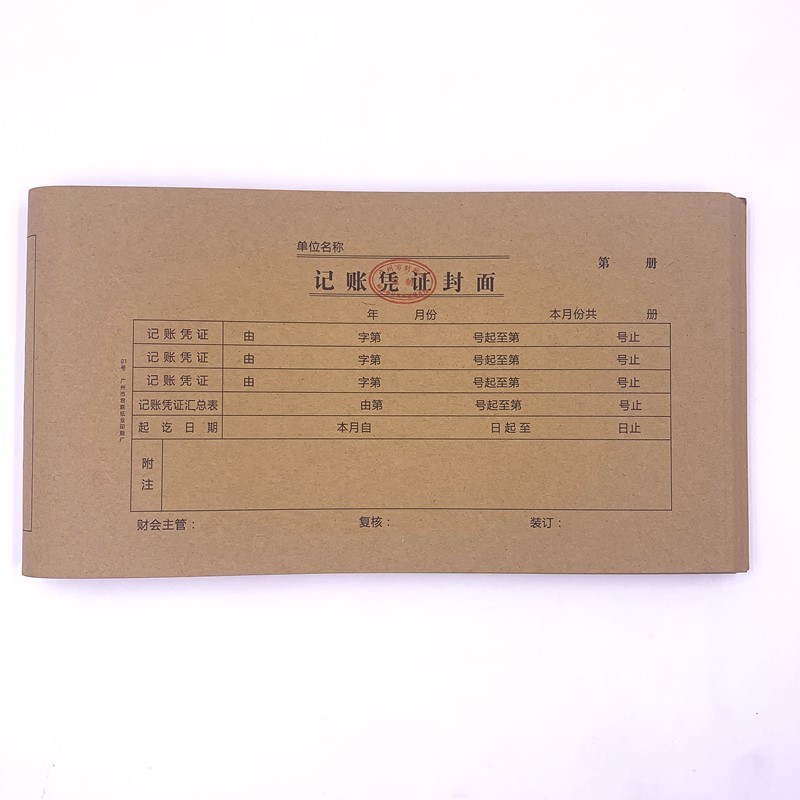 单位名称
第 册
记账凭证封面
年 月份 本月份共 册
记账凭证 由 字第 号起至第 号止
记账凭证 由 字第 号起至第 号止
记账凭证 由 字第 号起至第 号止
记账凭证汇总表 由第 号起至第 号止
起讫日期 本月自 日起至 日止
附注
财会主管： 复核： 装订：